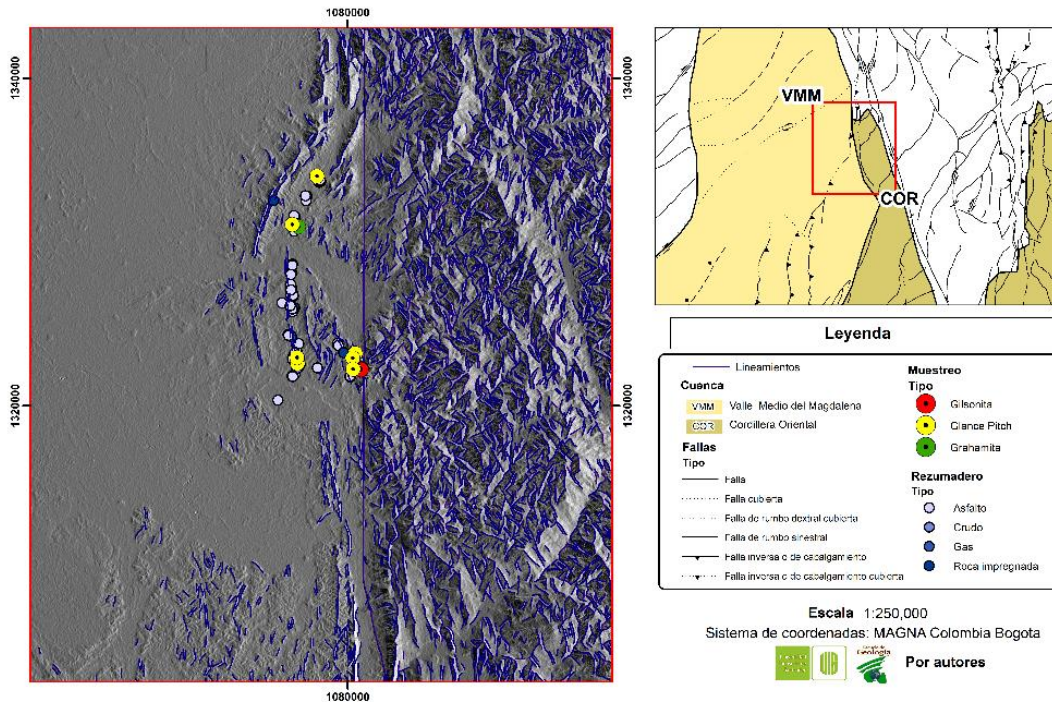 1080000
1340000
1340000
1320000
1320000
1080000
VMM
COR
Leyenda
Lineamientos
Cuenca
VMM Valle Medio del Magdalena
COR Cordillera Oriental
Fallas
Tipo
Falla
Falla cubierta
Falla de rumbo dextral cubierta
Falla de rumbo sinestral
Falla inversa o de cabalgamiento
Falla inversa o de cabalgamiento cubierta
Muestreo
Tipo
Gilsonita
Glance Pitch
Grahamita
Rezumadero
Tipo
Asfalto
Crudo
Gas
Roca impregnada
Escala 1:250,000
Sistema de coordenadas: MAGNA Colombia Bogota
Geología
Por autores